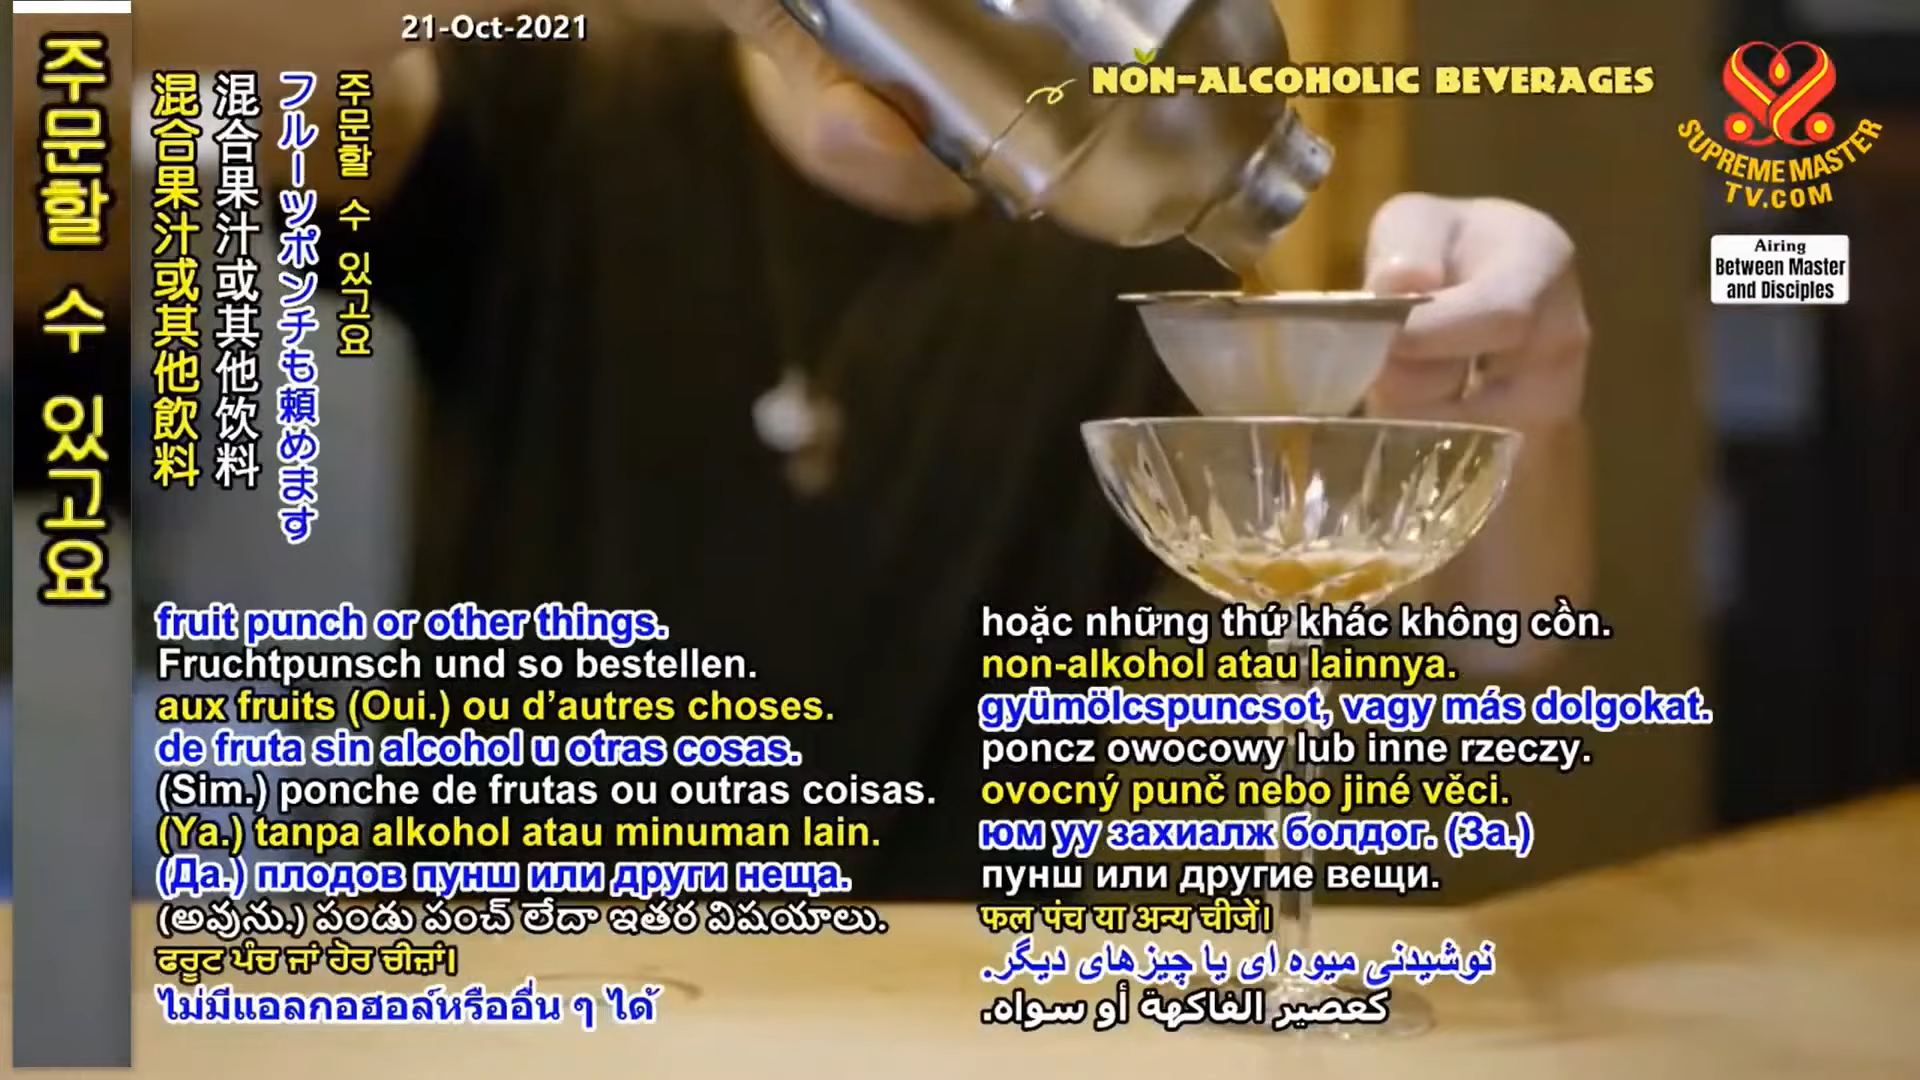 21-Oct-2021
NON-ALCOHOLIC BEVERAGES
SUPREME MASTER
TV.COM
Airing
Between Master
and Disciples
주문할 수 있고요
混合果汁或其他飲料
混合果汁或其他饮料
フルーツポンチも頼めます
주문할 수 있고요
fruit punch or other things.
Fruchtpunsch und so bestellen.
aux fruits (Oui.) ou d’autres choses.
de fruta sin alcohol u otras cosas.
(Sim.) ponche de frutas ou outras coisas.
(Ya.) tanpa alkohol atau minuman lain.
(Да.) плодов пунш или други неща.
(అవును.) పండు పంచ్ లేదా ఇతర విషయాలు.
ਫਰੂਟ ਪੰਚ ਜਾਂ ਹੋਰ ਚੀਜ਼ਾਂ।
ไม่มีแอลกอฮอล์หรืออื่น ๆ ได้
hoặc những thứ khác không cồn.
non-alkohol atau lainnya.
gyümölcspuncsot, vagy más dolgokat.
poncz owocowy lub inne rzeczy.
ovocný punč nebo jiné věci.
юм уу захиалж болдог. (За.)
пунш или другие вещи.
फल पंच या अन्य चीजें।
نوشیدنی میوه ای یا چیزهای دیگر.
كعصير الفاكهة أو سواه.